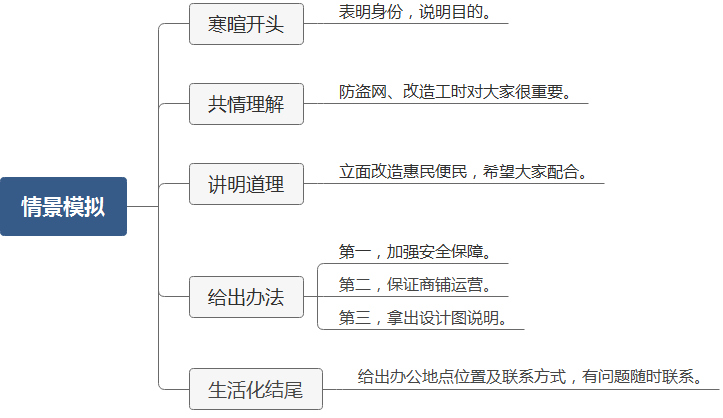 情景模拟
寒暄开头
表明身份，说明目的。
共情理解
防盗网、改造工时对大家很重要。
讲明道理
立面改造惠民便民，希望大家配合。
给出办法
第一，加强安全保障。
第二，保证商铺运营。
第三，拿出设计图说明。
生活化结尾
给出办公地点位置及联系方式，有问题随时联系。